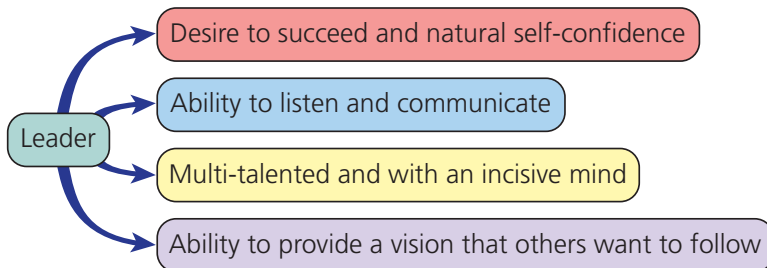 Desire to succeed and natural self-confidence
Ability to listen and communicate
Leader
Multi-talented and with an incisive mind
Ability to provide a vision that others want to follow